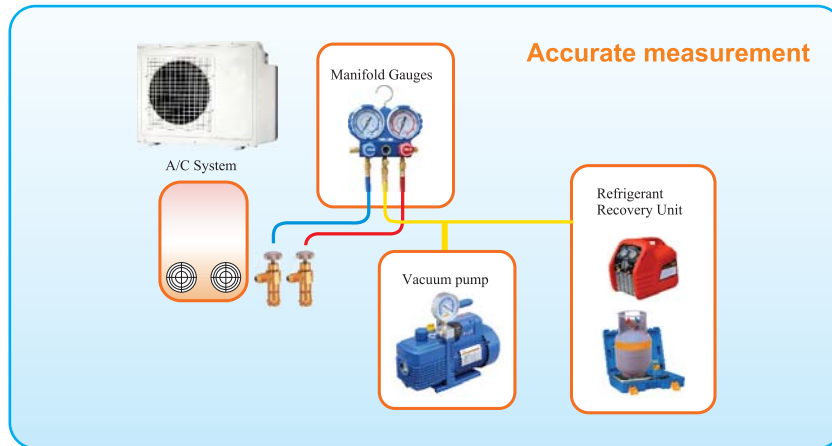 Accurate measurement
Manifold Gauges
A/C System
Refrigerant
Recovery Unit
Vacuum pump